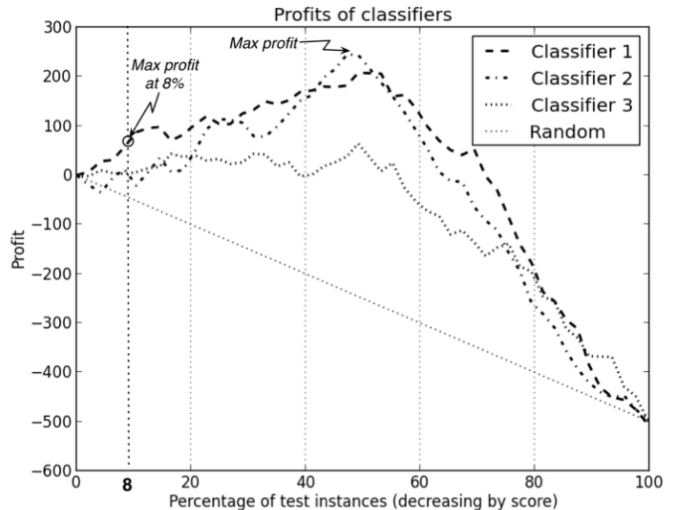 Profits of classifiers
300
200
100
0
−100
−200
−300
−400
−500
−600
Profit
Max profit
at 8%
Max profit
Classifier 1
Classifier 2
Classifier 3
Random
0
8
20
40
60
80
100
Percentage of test instances (decreasing by score)